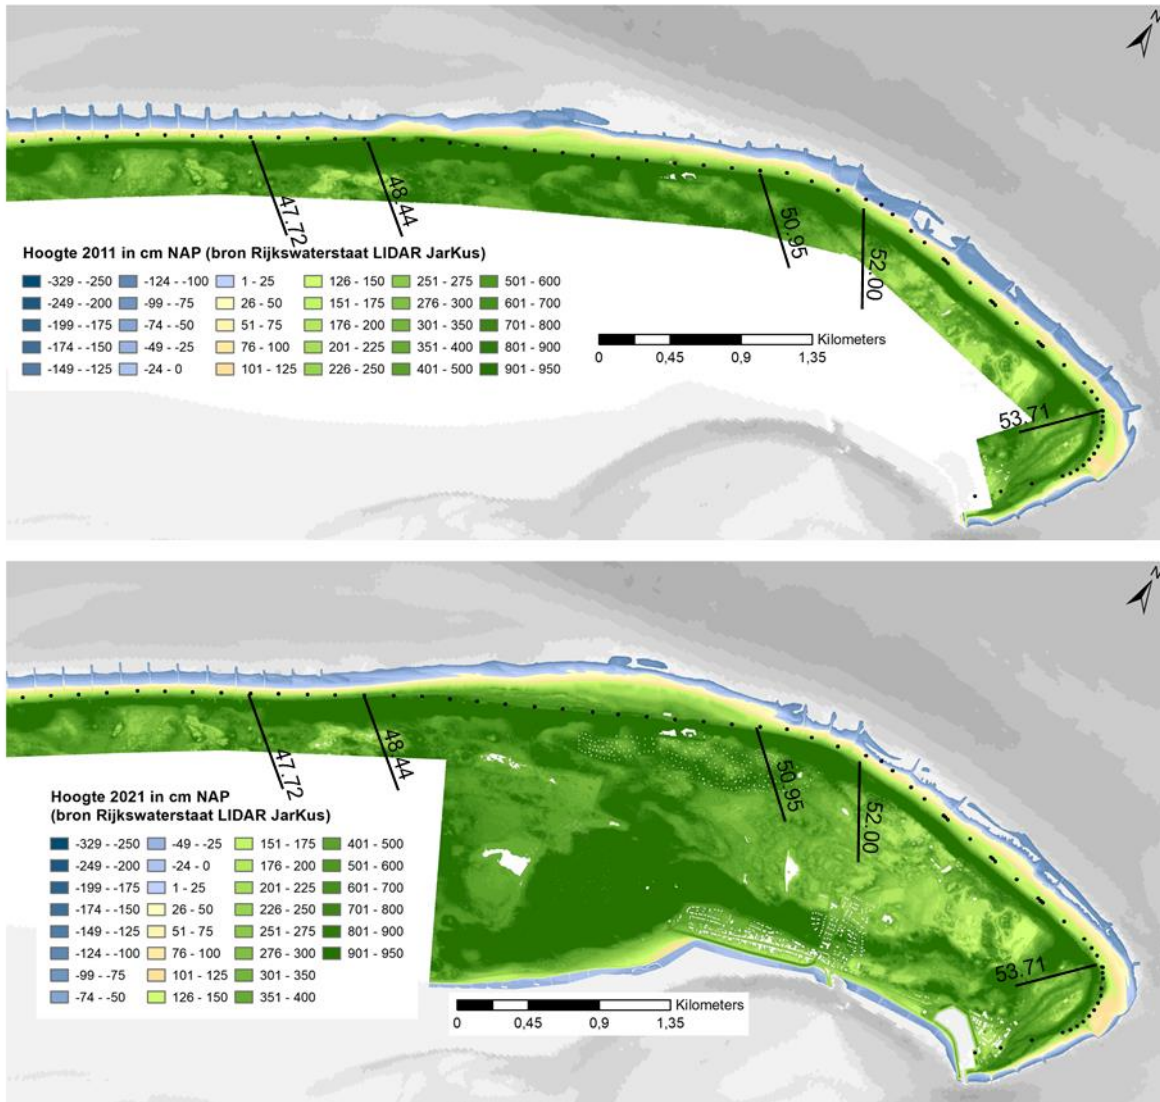 N
47.72
48.44
50.95
52.00
53.71
Hoogte 2011 in cm NAP (bron Rijkswaterstaat LIDAR JarKus)
-329 - -250 -124 - -100 1 - 25 126 - 150 251 - 275 501 - 600
-249 - -200 -99 - -75 26 - 50 151 - 175 276 - 300 601 - 700
-199 - -175 -74 - -50 51 - 75 176 - 200 301 - 350 701 - 800
-174 - -150 -49 - -25 76 - 100 201 - 225 351 - 400 801 - 900
-149 - -125 -24 - 0 101 - 125 226 - 250 401 - 500 901 - 950
Kilometers
0 0,45 0,9 1,35
N
47.72
48.44
50.95
52.00
53.71
Hoogte 2021 in cm NAP
(bron Rijkswaterstaat LIDAR JarKus)
-329 - -250 -49 - -25 151 - 175 401 - 500
-249 - -200 -24 - 0 176 - 200 501 - 600
-199 - -175 1 - 25 201 - 225 601 - 700
-174 - -150 26 - 50 226 - 250 701 - 800
-149 - -125 51 - 75 251 - 275 801 - 900
-124 - -100 76 - 100 276 - 300 901 - 950
-99 - -75 101 - 125 301 - 350
-74 - -50 126 - 150 351 - 400
Kilometers
0 0,45 0,9 1,35